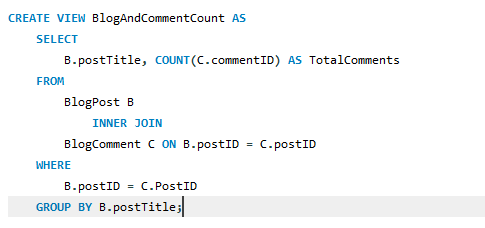 CREATE VIEW BlogAndCommentCount AS
SELECT
B.postTitle, COUNT(C.commentID) AS TotalComments
FROM
BlogPost B
INNER JOIN
BlogComment C ON B.postID = C.postID
WHERE
B.postID = C.PostID
GROUP BY B.postTitle;